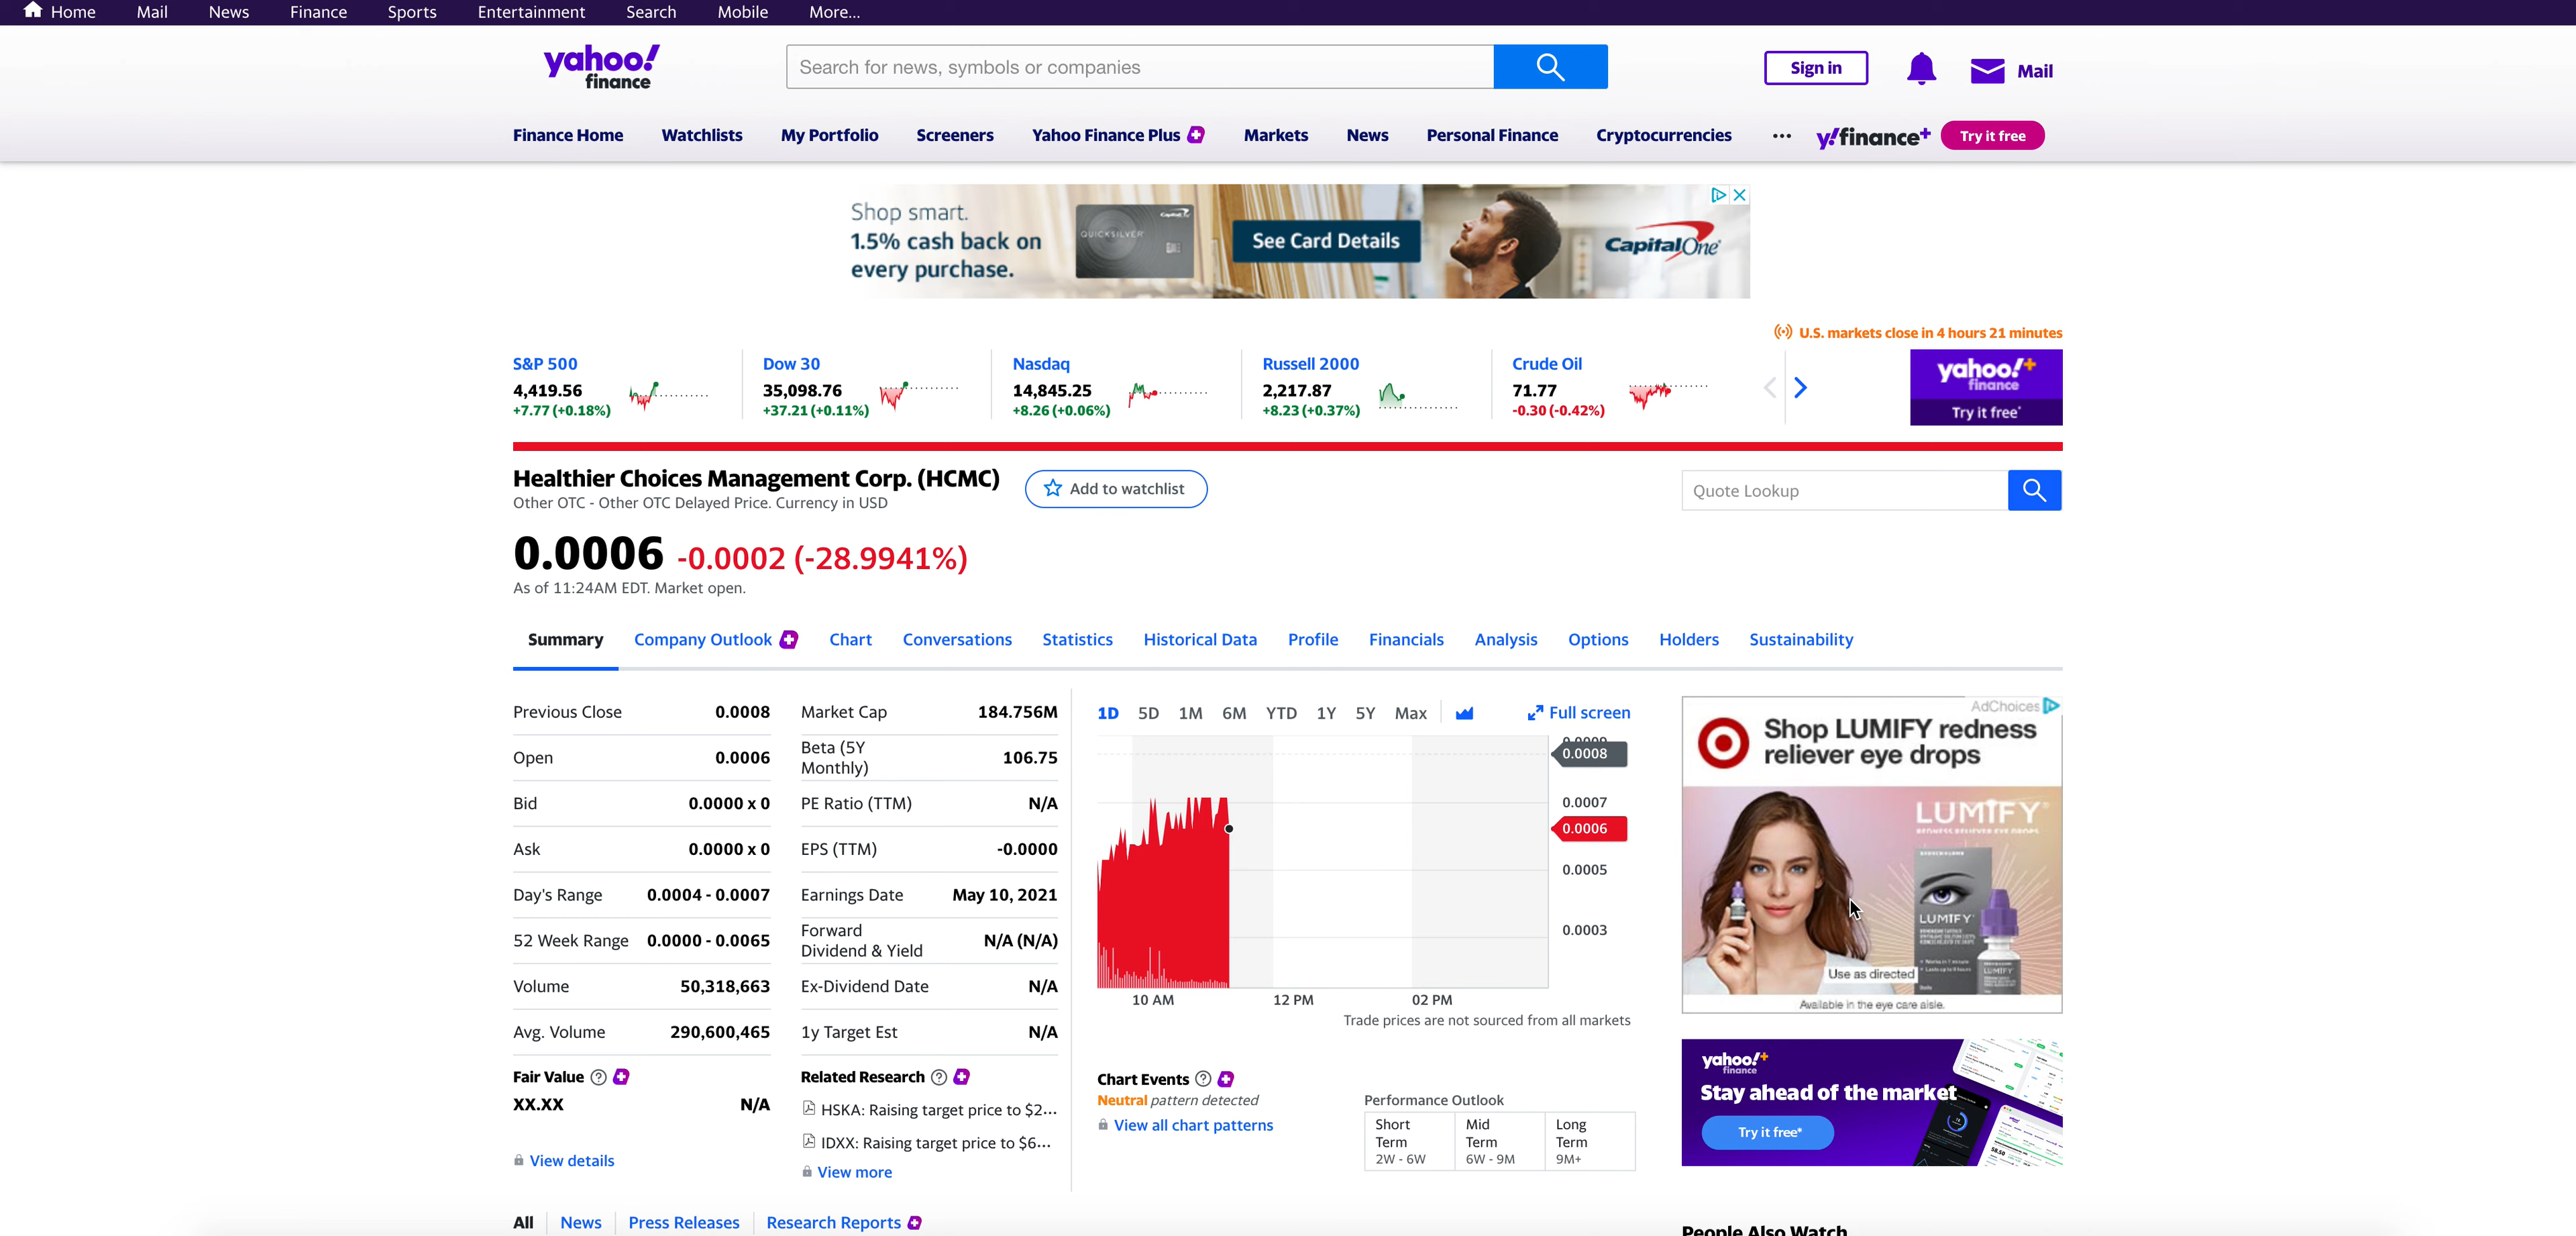 Home Mail News Finance Sports Entertainment Search Mobile More...
yahoo!
finance
Search for news, symbols or companies
Sign in
Mail
Finance Home Watchlists My Portfolio Screeners Yahoo Finance Plus Markets News Personal Finance Cryptocurrencies ... y!finance+ Try it free
Shop smart.
1.5% cash back on
every purchase.
QUICKSILVER
See Card Details
Capital One
U.S. markets close in 4 hours 21 minutes
S&P 500
4,419.56
+7.77 (+0.18%)
Dow 30
35,098.76
+37.21 (+0.11%)
Nasdaq
14,845.25
+8.26 (+0.06%)
Russell 2000
2,217.87
+8.23 (+0.37%)
Crude Oil
71.77
-0.30 (-0.42%)
yahoo!+
finance
Try it free*
Healthier Choices Management Corp. (HCMC)
Add to watchlist
Other OTC - Other OTC Delayed Price. Currency in USD
Quote Lookup
0.0006 -0.0002 (-28.9941%)
As of 11:24AM EDT. Market open.
Summary Company Outlook Chart Conversations Statistics Historical Data Profile Financials Analysis Options Holders Sustainability
Previous Close 0.0008
Open 0.0006
Bid 0.0000 x 0
Ask 0.0000 x 0
Day's Range 0.0004 - 0.0007
52 Week Range 0.0000 - 0.0065
Volume 50,318,663
Avg. Volume 290,600,465
Fair Value
XX.XX N/A
View details
Market Cap 184.756M
Beta (5Y
Monthly) 106.75
PE Ratio (TTM) N/A
EPS (TTM) -0.0000
Earnings Date May 10, 2021
Forward
Dividend & Yield N/A (N/A)
Ex-Dividend Date N/A
1y Target Est N/A
Related Research
HSKA: Raising target price to $2...
IDXX: Raising target price to $6...
View more
1D 5D 1M 6M YTD 1Y 5Y Max Full screen
0.0009
0.0008
0.0007
0.0006
0.0005
0.0003
10 AM 12 PM 02 PM
Trade prices are not sourced from all markets
Chart Events
Neutral pattern detected
View all chart patterns
Performance Outlook
Short
Term
2W - 6W
Mid
Term
6W - 9M
Long
Term
9M+
AdChoices
Shop LUMIFY redness
reliever eye drops
LUMIFY
REDNESS RELIEVER EYE DROPS
LUMIFY
LUMIFY
Use as directed
Available in the eye care aisle.
yahoo!+
finance
Stay ahead of the market
Try it free*
All News Press Releases Research Reports
People Also Watch